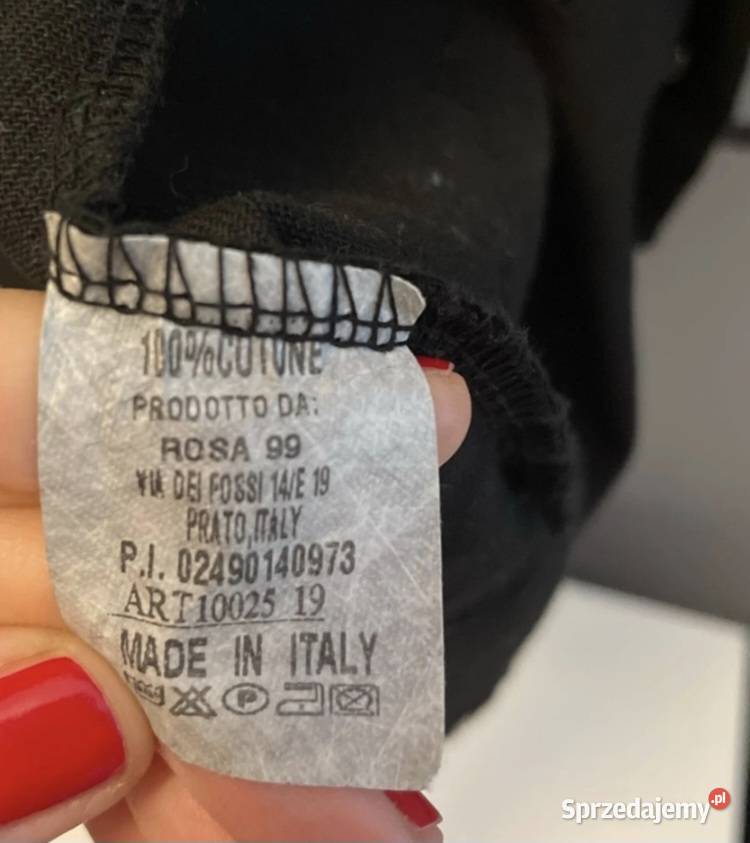 100%COTONE
PRODOTTO DA:
ROSA 99
VIA DEI FOSSI 14/E 19
PRATO,ITALY
P.I. 02490140973
ART10025 19
MADE IN ITALY
P
Sprzedajemy.pl